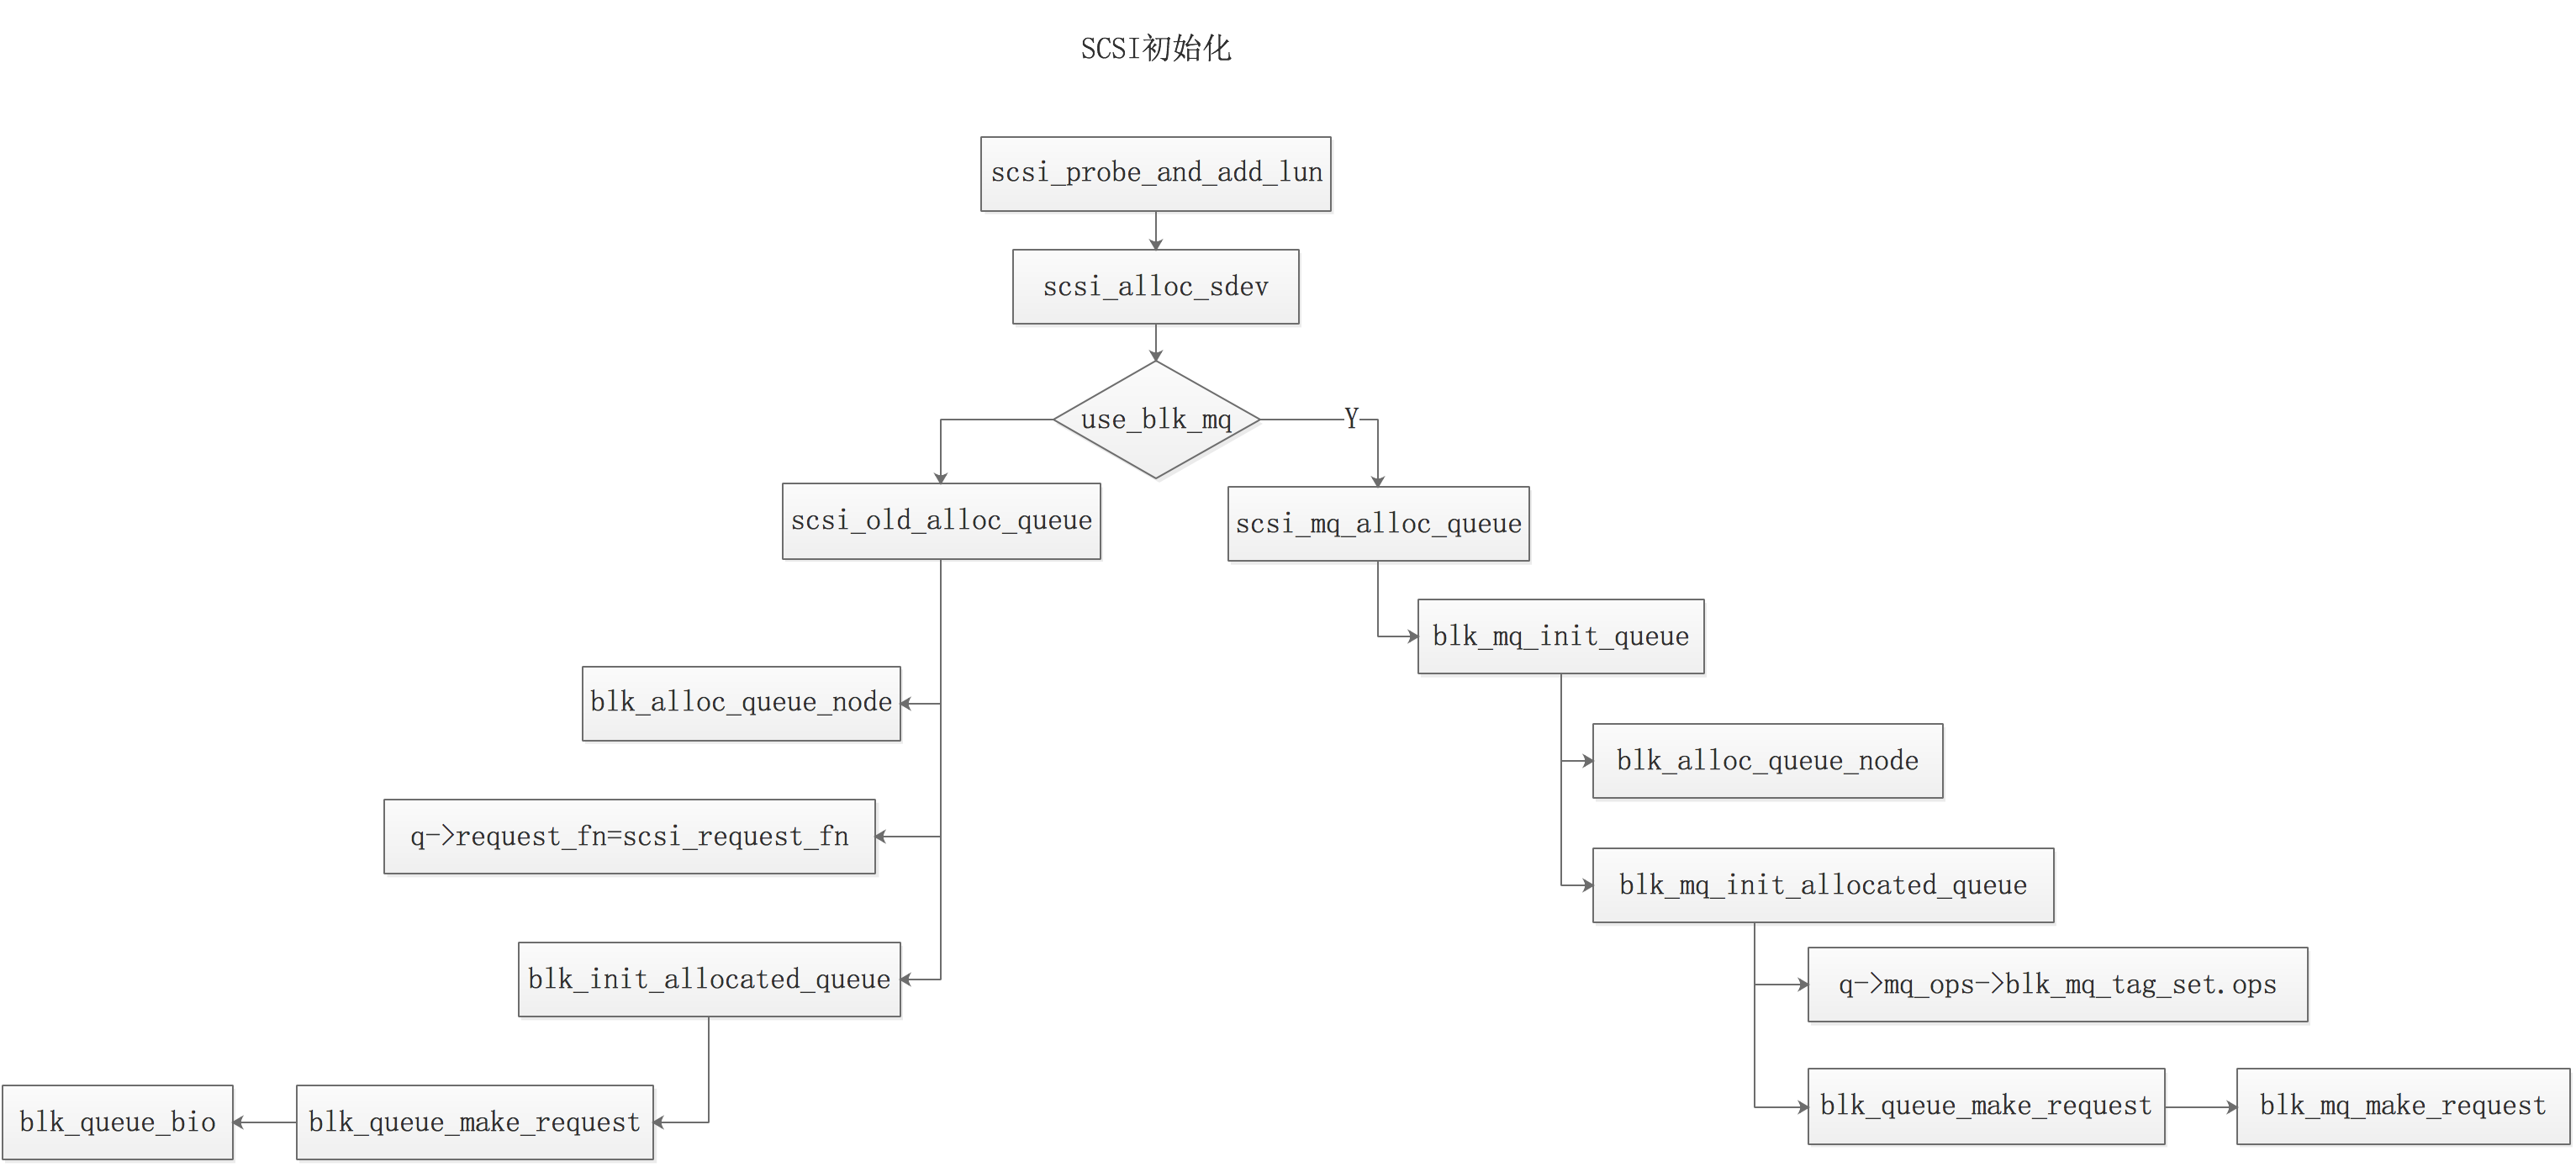 SCSI初始化
scsi_probe_and_add_lun
scsi_alloc_sdev
use_blk_mq
Y
scsi_old_alloc_queue
scsi_mq_alloc_queue
blk_mq_init_queue
blk_alloc_queue_node
blk_alloc_queue_node
q->request_fn=scsi_request_fn
blk_mq_init_allocated_queue
blk_init_allocated_queue
q->mq_ops->blk_mq_tag_set.ops
blk_queue_bio
blk_queue_make_request
blk_queue_make_request
blk_mq_make_request